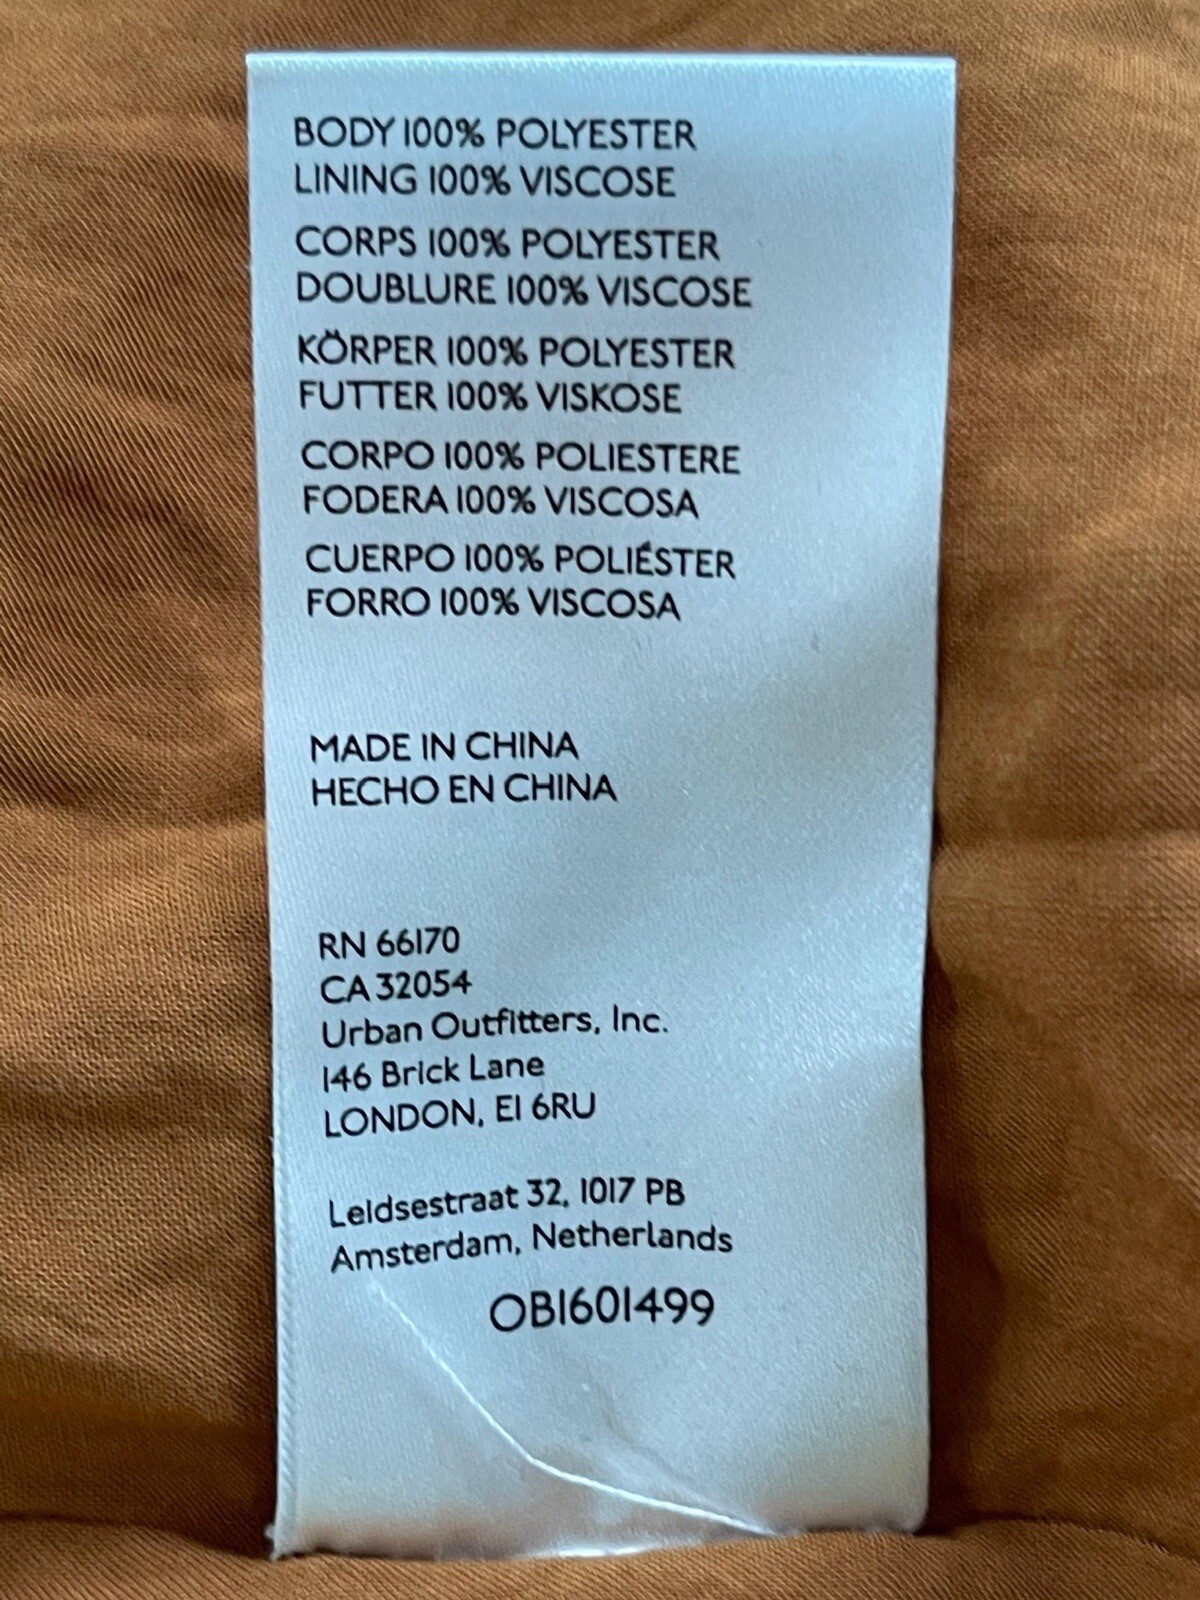 BODY 100% POLYESTER
LINING 100% VISCOSE
CORPS 100% POLYESTER
DOUBLURE 100% VISCOSE
KÖRPER 100% POLYESTER
FUTTER 100% VISKOSE
CORPO 100% POLIESTERE
FODERA 100% VISCOSA
CUERPO 100% POLIÉSTER
FORRO 100% VISCOSA
MADE IN CHINA
HECHO EN CHINA
RN 66170
CA 32054
Urban Outfitters, Inc.
146 Brick Lane
LONDON, E1 6RU
Leidsestraat 32, 1017 PB
Amsterdam, Netherlands
OB1601499